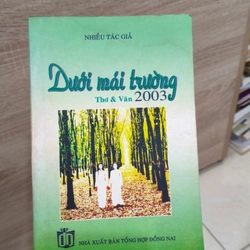 NHIỀU TÁC GIẢ
Dưới mái trường
Thơ & Văn 2003
NHÀ XUẤT BẢN TỔNG HỢP ĐỒNG NAI